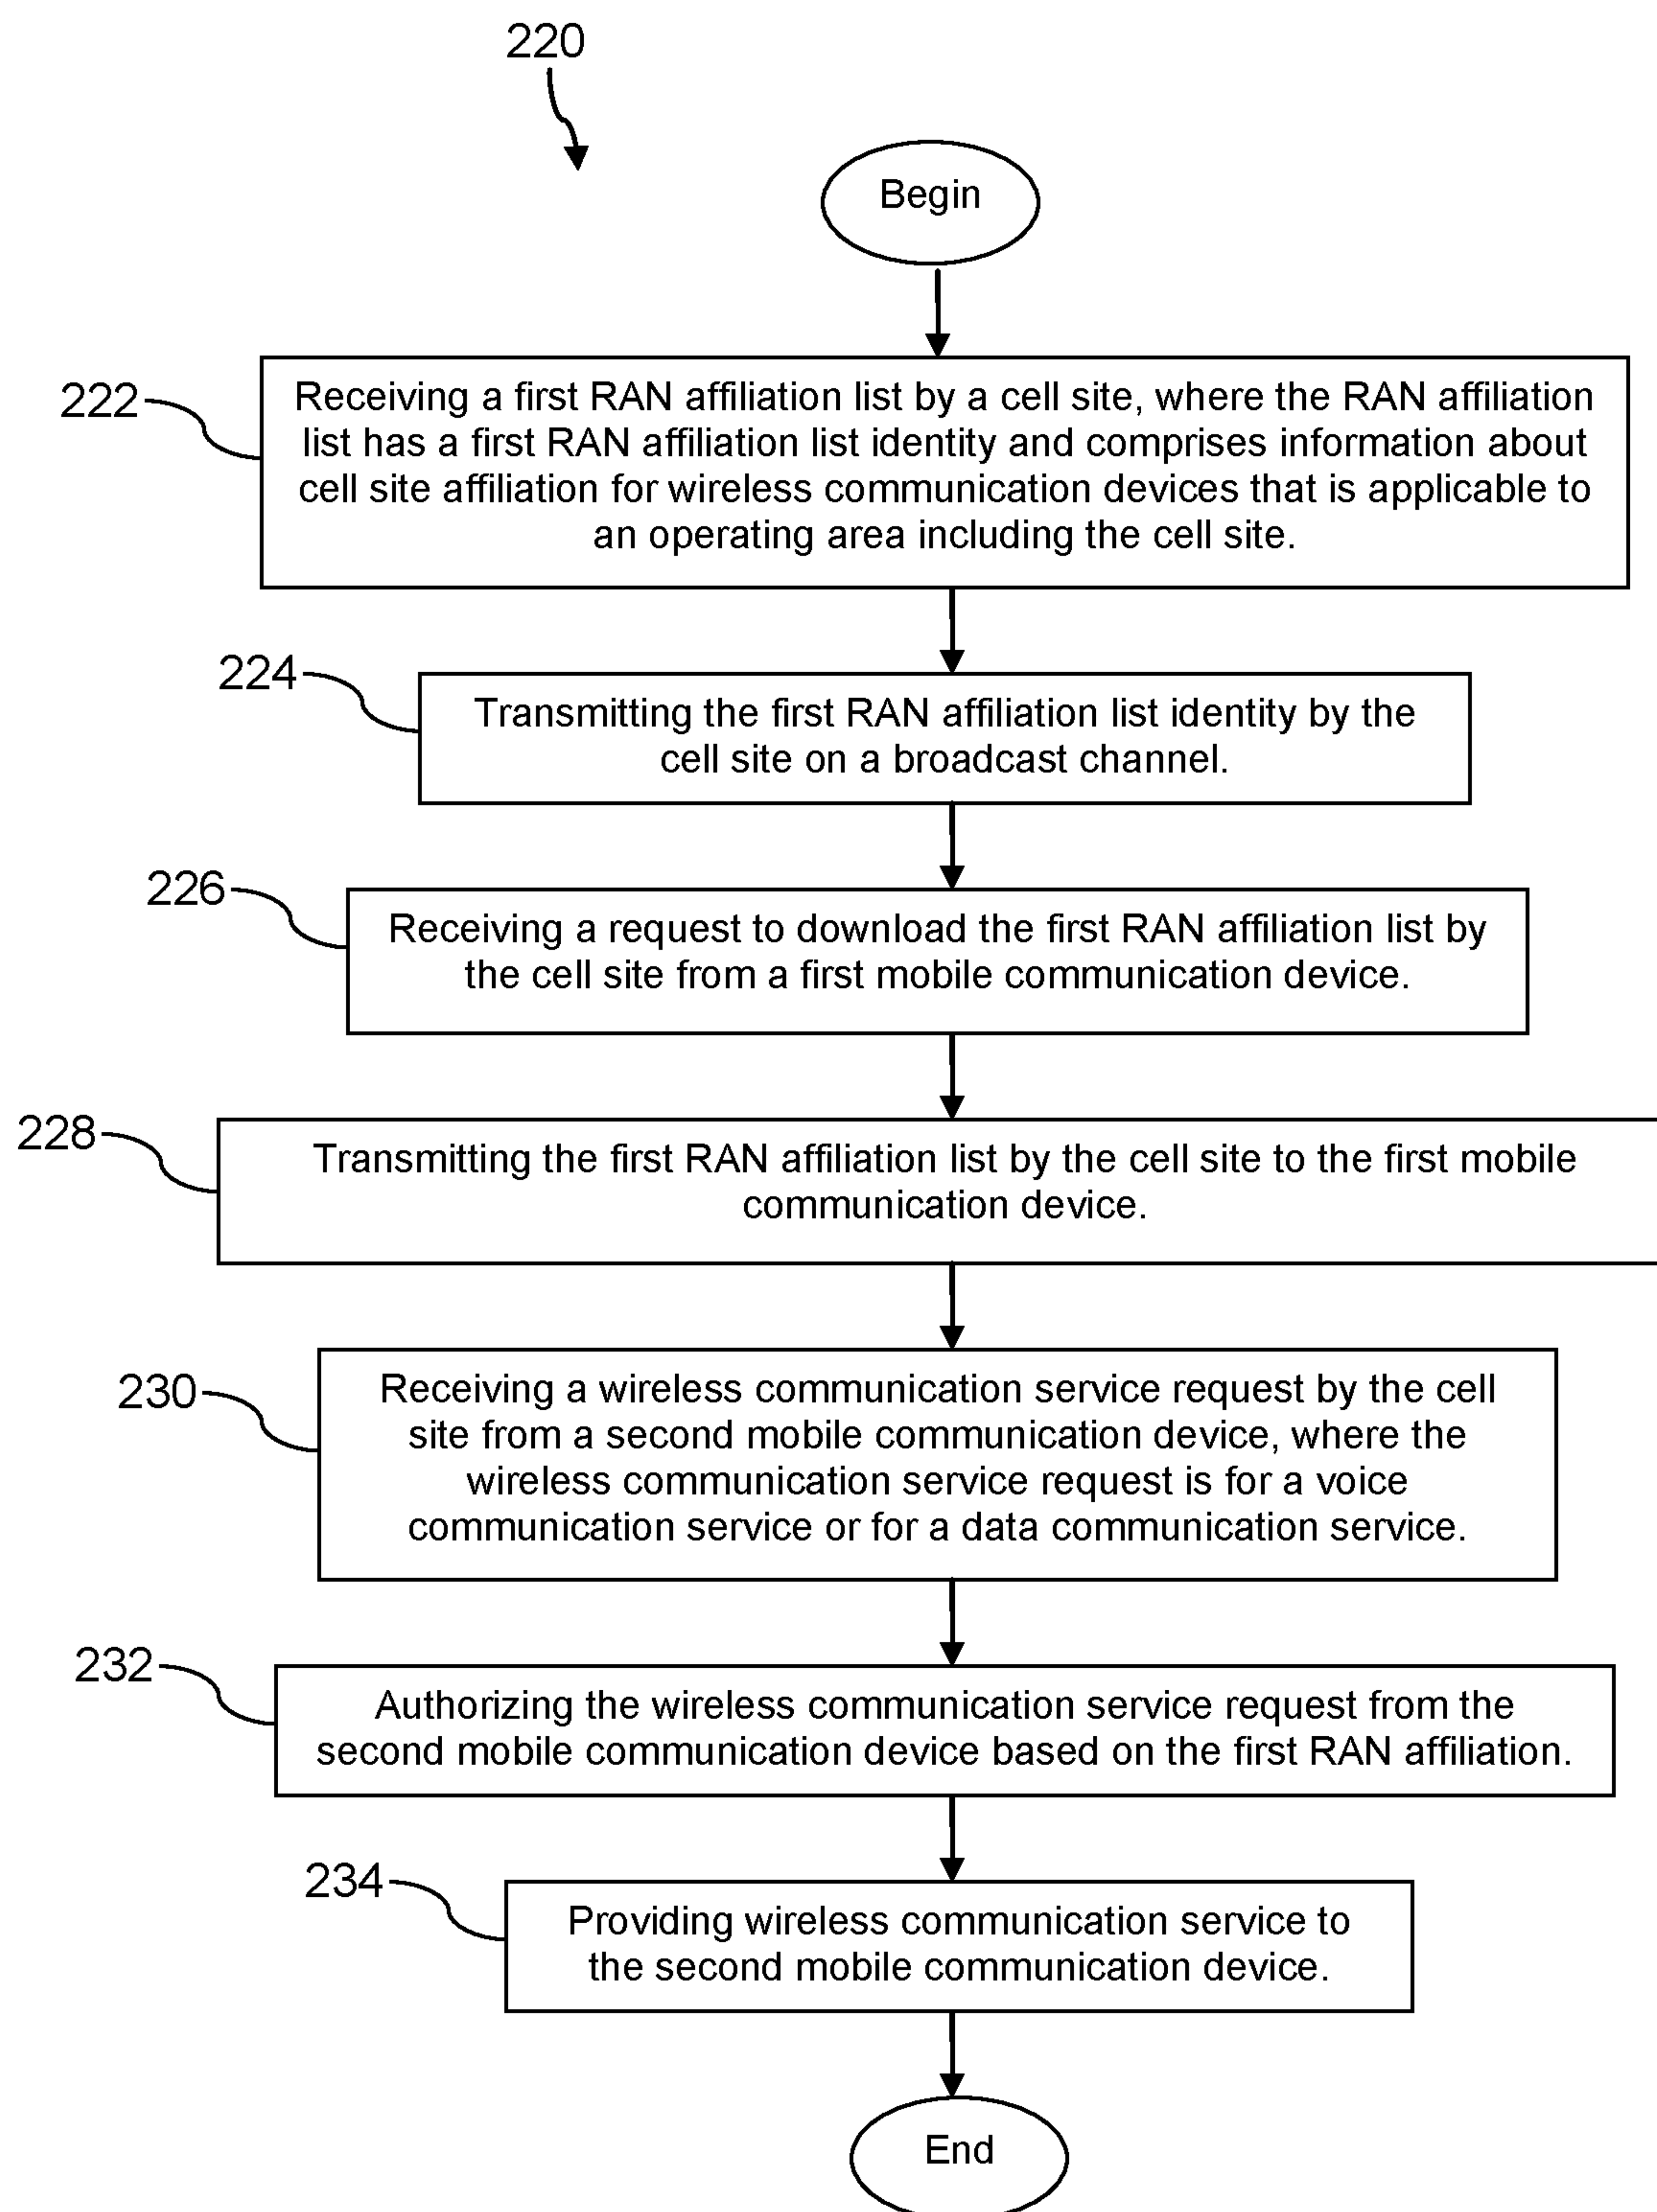 220
Begin
222
Receiving a first RAN affiliation list by a cell site, where the RAN affiliation
list has a first RAN affiliation list identity and comprises information about
cell site affiliation for wireless communication devices that is applicable to
an operating area including the cell site.
224
Transmitting the first RAN affiliation list identity by the
cell site on a broadcast channel.
226
Receiving a request to download the first RAN affiliation list by
the cell site from a first mobile communication device.
228
Transmitting the first RAN affiliation list by the cell site to the first mobile
communication device.
230
Receiving a wireless communication service request by the cell
site from a second mobile communication device, where the
wireless communication service request is for a voice
communication service or for a data communication service.
232
Authorizing the wireless communication service request from the
second mobile communication device based on the first RAN affiliation.
234
Providing wireless communication service to
the second mobile communication device.
End